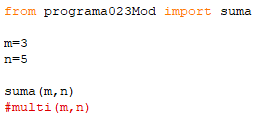 from programa023Mod import suma
m=3
n=5
suma(m,n)
#multi(m,n)